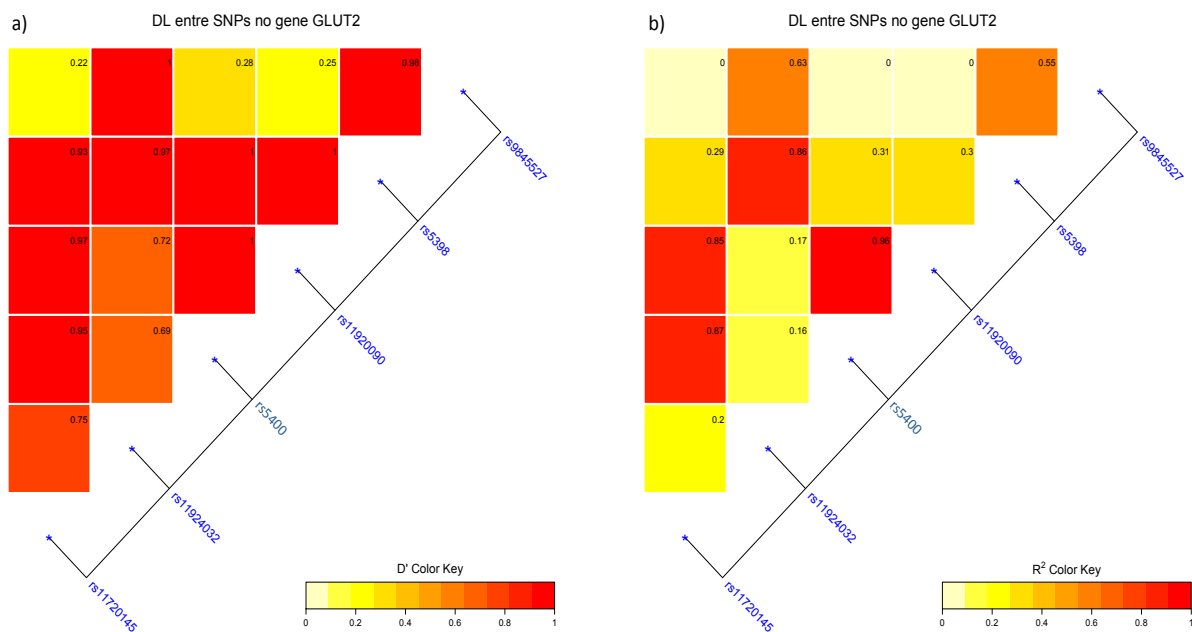 a)
DL entre SNPs no gene GLUT2
0.22 1 0.28 0.25 0.98
0.93 0.97 1 1
0.97 0.72 1
0.95 0.69
0.75
rs9845527
rs5398
rs11920090
rs5400
rs11924032
rs11720145
D' Color Key
0 0.2 0.4 0.6 0.8 1
b)
DL entre SNPs no gene GLUT2
0 0.63 0 0 0.55
0.29 0.86 0.31 0.3
0.85 0.17 0.96
0.87 0.16
0.2
rs9845527
rs5398
rs11920090
rs5400
rs11924032
rs11720145
R² Color Key
0 0.2 0.4 0.6 0.8 1